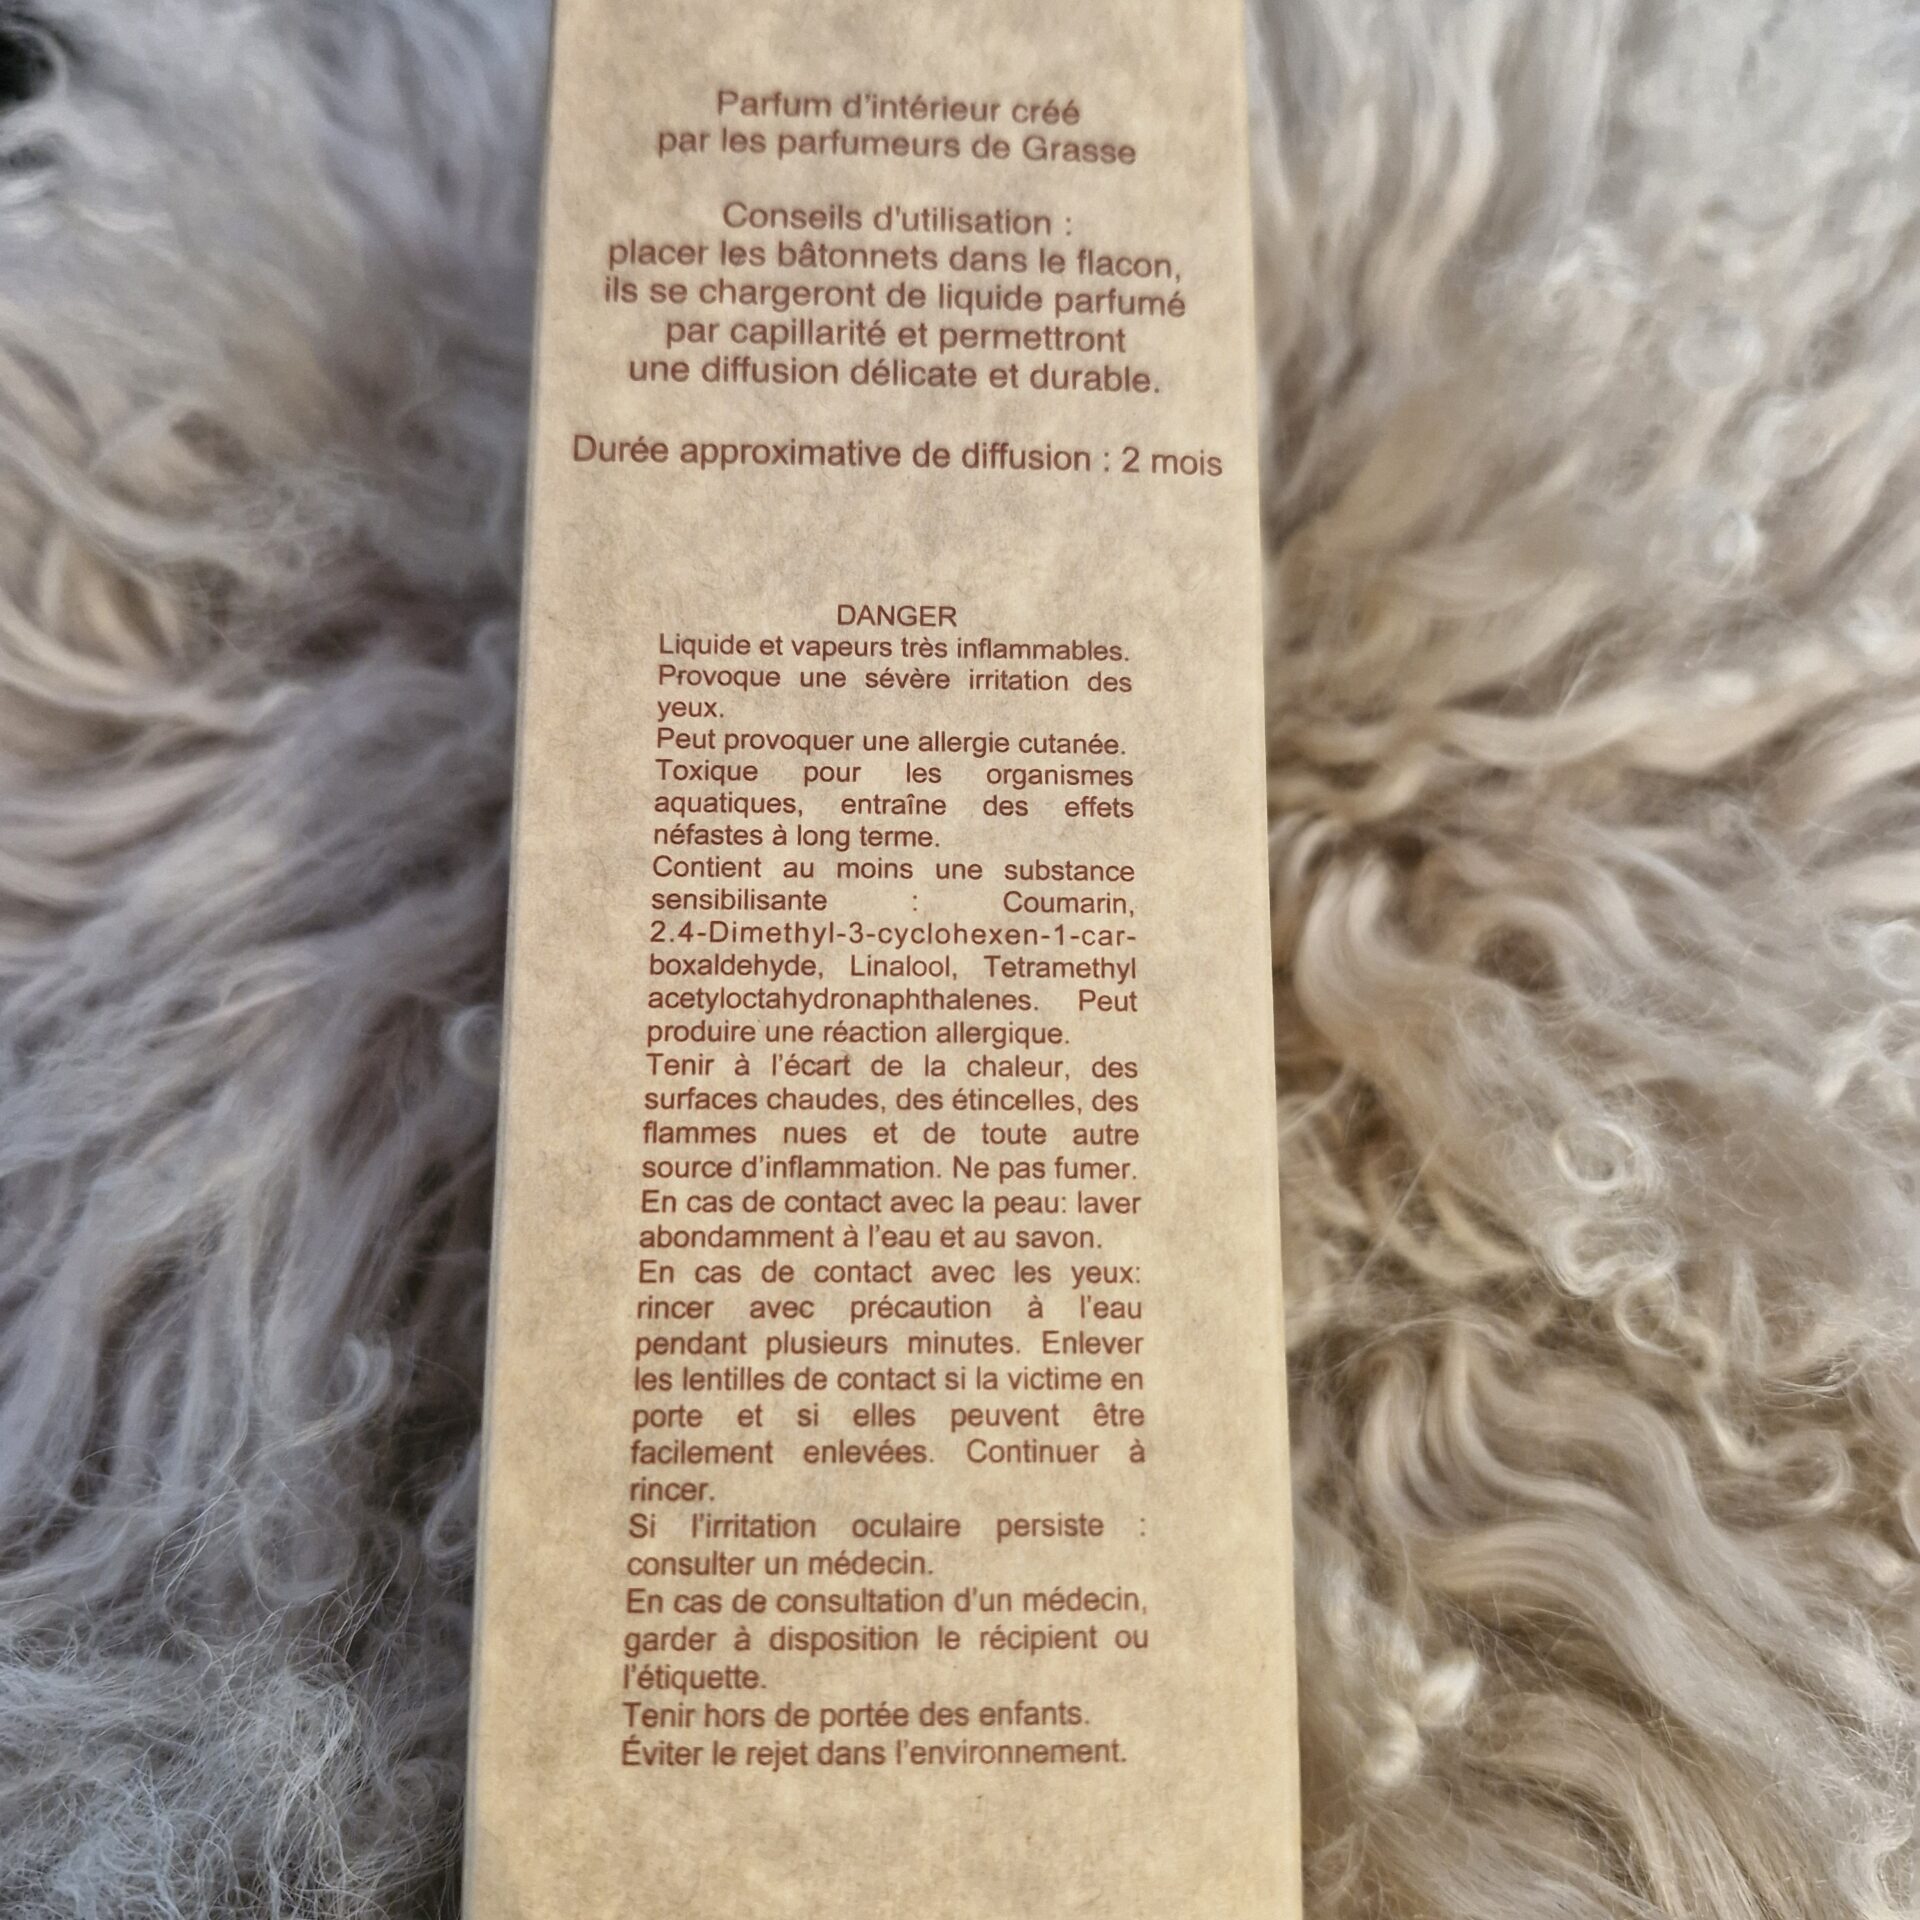 Parfum d'intérieur créé
par les parfumeurs de Grasse
Conseils d'utilisation :
placer les bâtonnets dans le flacon,
ils se chargeront de liquide parfumé
par capillarité et permettront
une diffusion délicate et durable.
Durée approximative de diffusion : 2 mois
DANGER
Liquide et vapeurs très inflammables.
Provoque une sévère irritation des
yeux.
Peut provoquer une allergie cutanée.
Toxique pour les organismes
aquatiques, entraîne des effets
néfastes à long terme.
Contient au moins une substance
sensibilisante : Coumarin,
2.4-Dimethyl-3-cyclohexen-1-car-
boxaldehyde, Linalool, Tetramethyl
acetyloctahydronaphthalenes. Peut
produire une réaction allergique.
Tenir à l'écart de la chaleur, des
surfaces chaudes, des étincelles, des
flammes nues et de toute autre
source d'inflammation. Ne pas fumer.
En cas de contact avec la peau: laver
abondamment à l'eau et au savon.
En cas de contact avec les yeux:
rincer avec précaution à l'eau
pendant plusieurs minutes. Enlever
les lentilles de contact si la victime en
porte et si elles peuvent être
facilement enlevées. Continuer à
rincer.
Si l'irritation oculaire persiste :
consulter un médecin.
En cas de consultation d'un médecin,
garder à disposition le récipient ou
l'étiquette.
Tenir hors de portée des enfants.
Éviter le rejet dans l'environnement.